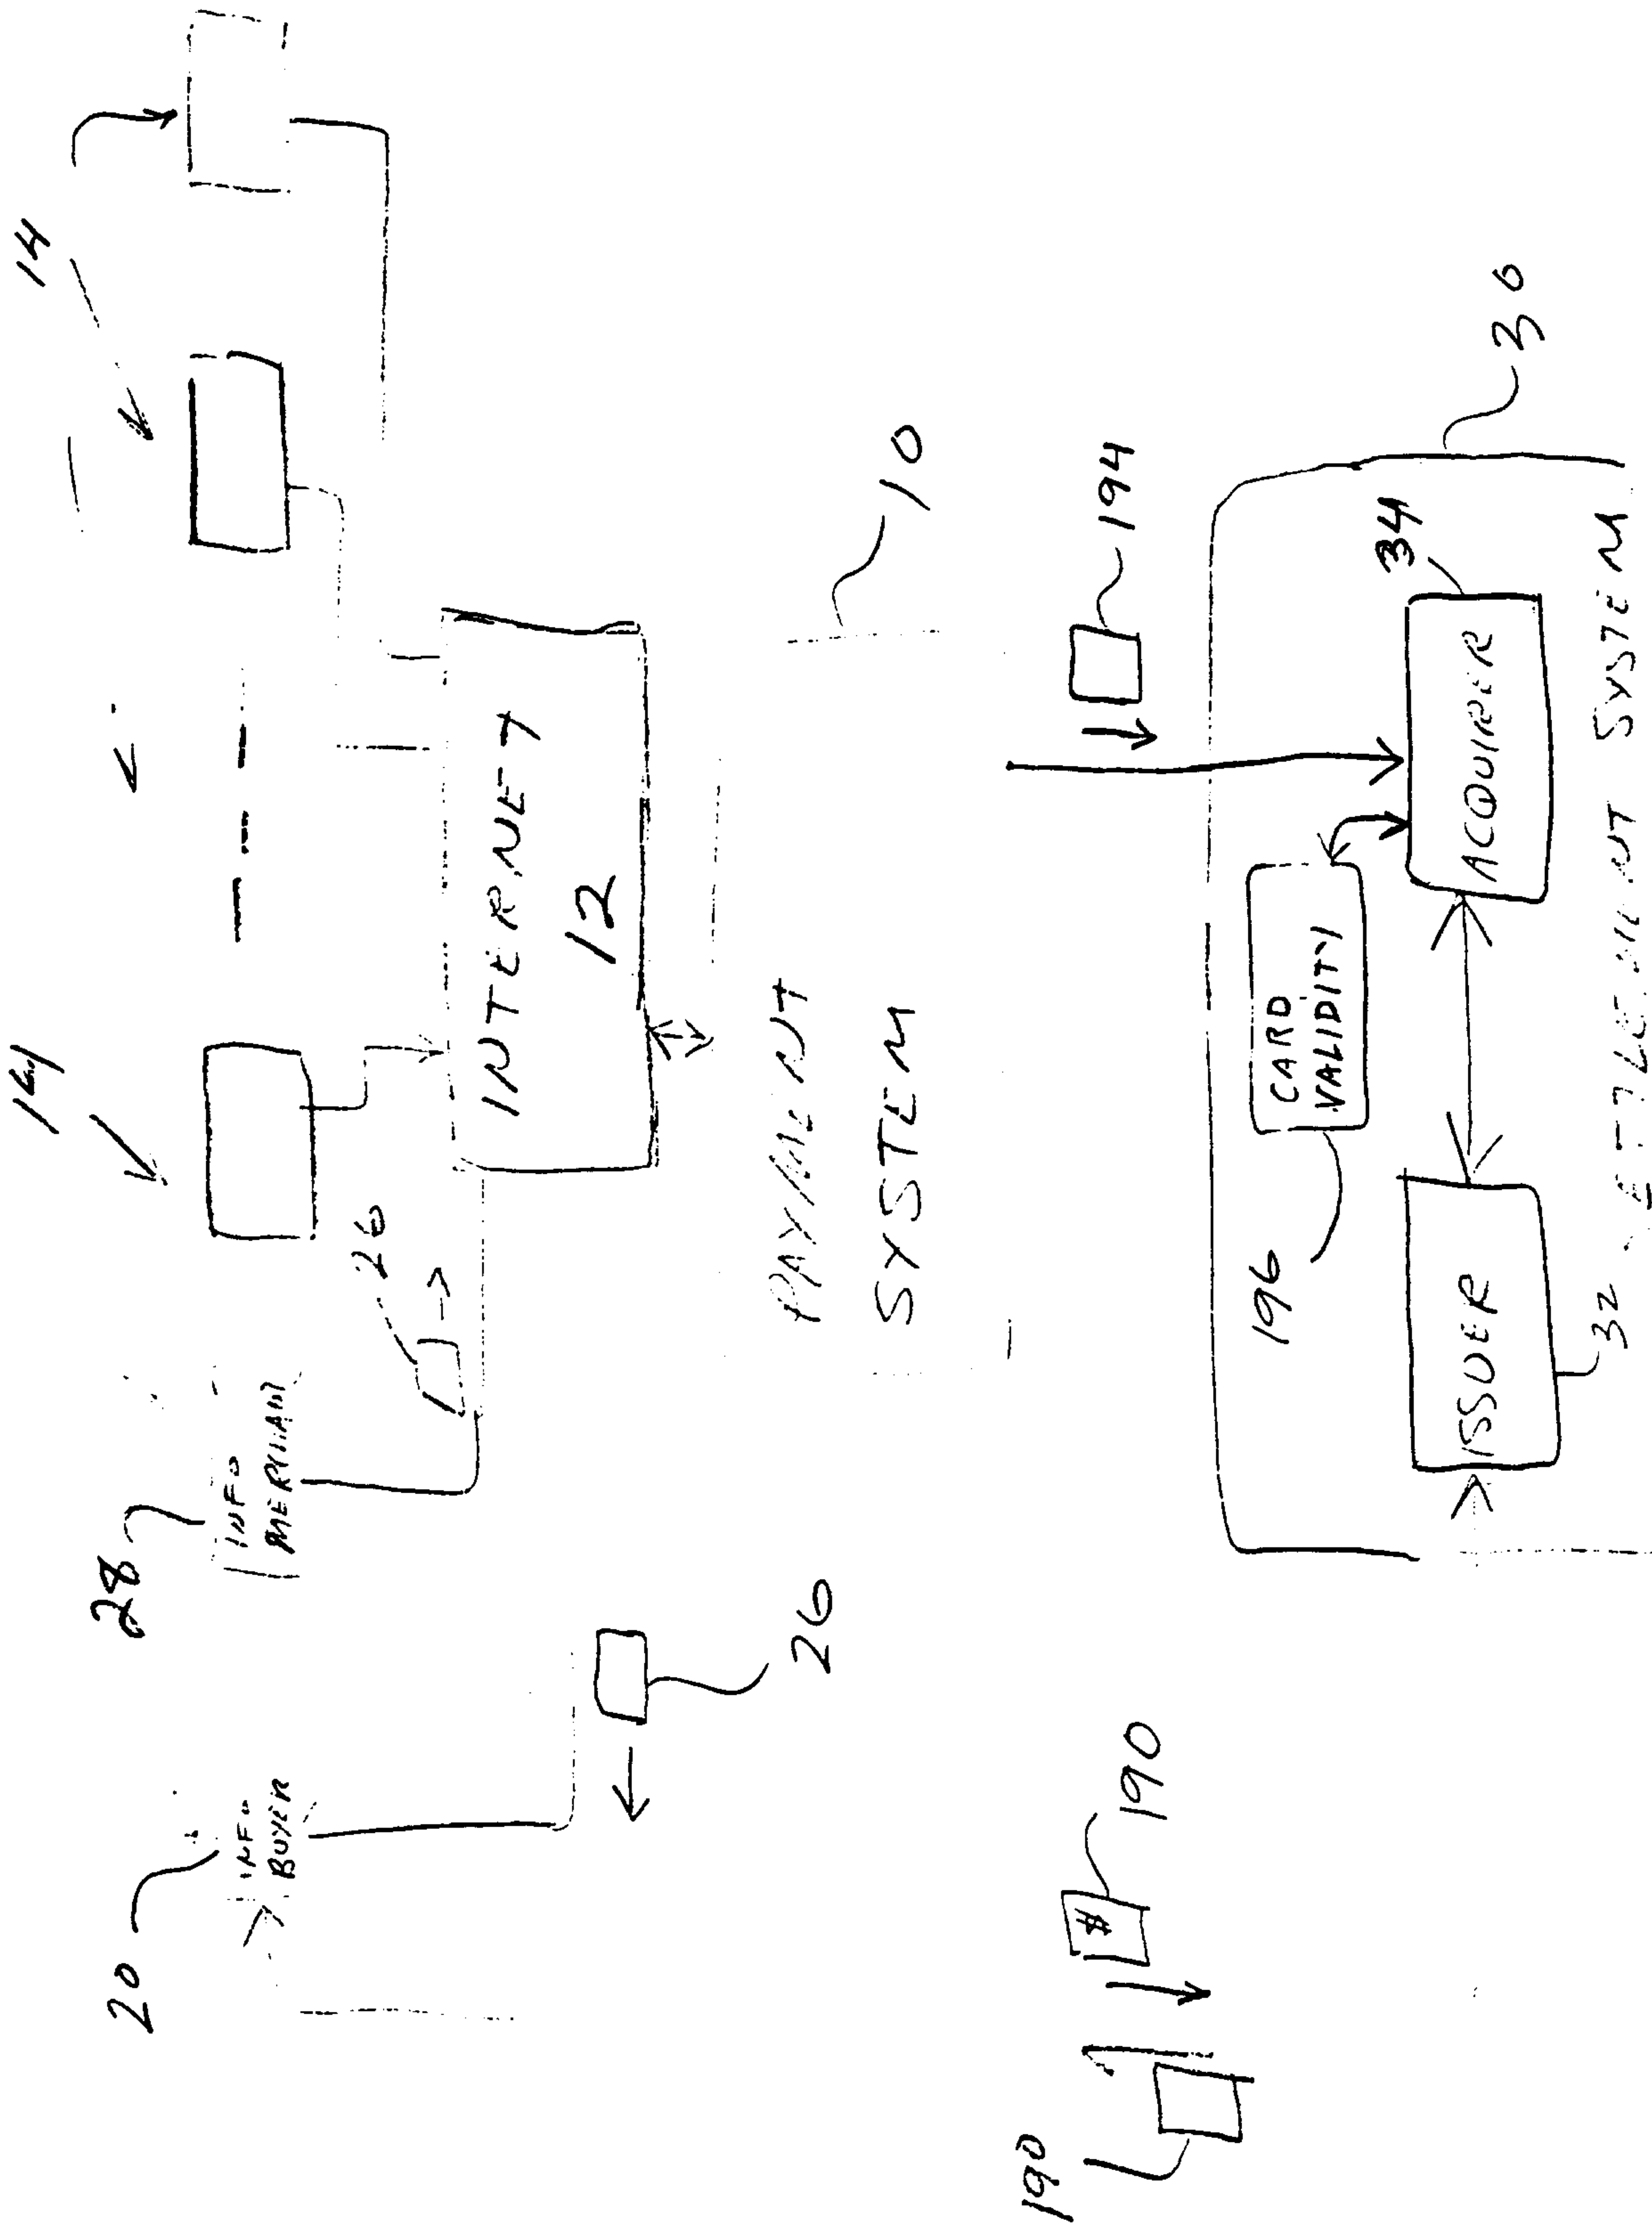 14
14
20
28
INFO
BUYER
INFO
MERCHANT
26
INTERNET
12
26
PAYMENT
SYSTEM
10
190
190
194
196
CARD
VALIDITY
34
ISSUER
ACQUIRER
30
32
SETTLEMENT SYSTEM